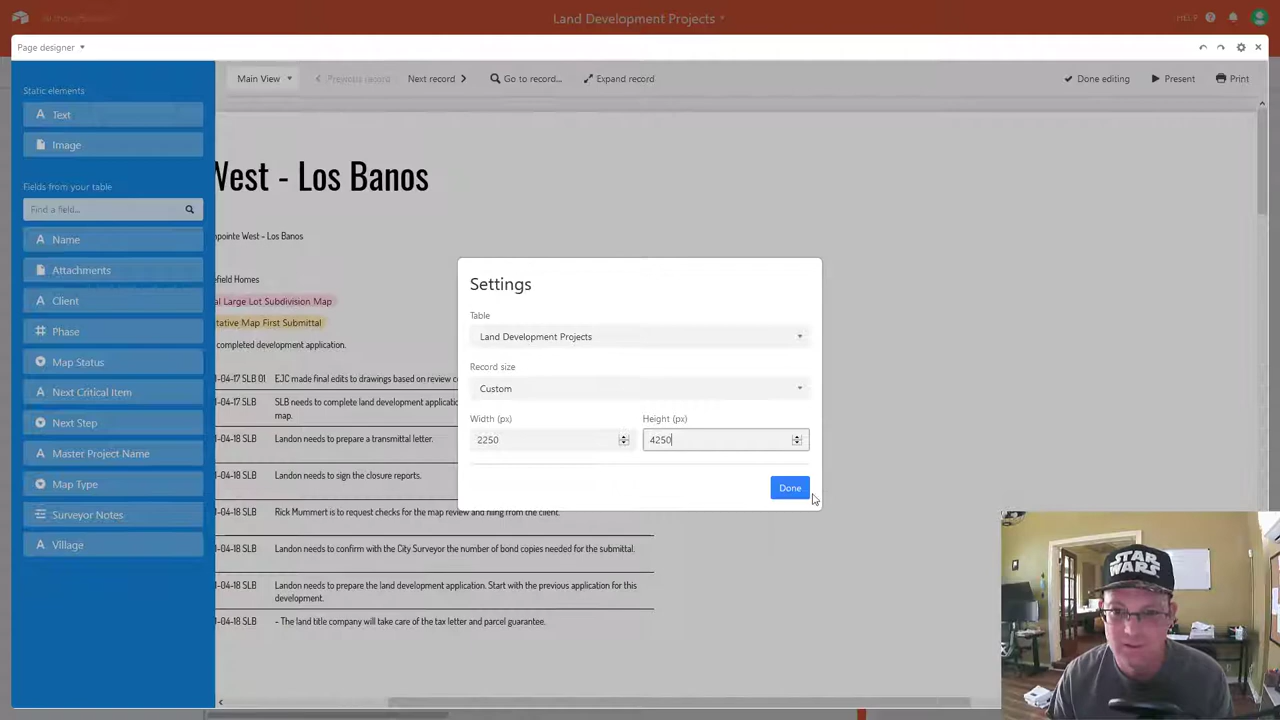 Land Development Projects
HELP
Page designer
Static elements
Text
Image
Fields from your table
Find a field...
Name
Attachments
Client
Phase
Map Status
Next Critical Item
Next Step
Master Project Name
Map Type
Surveyor Notes
Village
Main View
Previous record
Next record
Go to record...
Expand record
Done editing
Present
Print
West - Los Banos
pointe West - Los Banos
efield Homes
al Large Lot Subdivision Map
tative Map First Submittal
completed development application.
1-04-17 SLB 01 EJC made final edits to drawings based on review c
1-04-17 SLB SLB needs to complete land development applicatio
map.
1-04-18 SLB Landon needs to prepare a transmittal letter.
1-04-18 SLB Landon needs to sign the closure reports.
1-04-18 SLB Rick Mummert is to request checks for the map review and filing from the client.
1-04-18 SLB Landon needs to confirm with the City Surveyor the number of bond copies needed for the submittal.
1-04-18 SLB Landon needs to prepare the land development application. Start with the previous application for this
development.
1-04-18 SLB - The land title company will take care of the tax letter and parcel guarantee.
Settings
Table
Land Development Projects
Record size
Custom
Width (px) Height (px)
2250 4250
Done
STAR
WARS